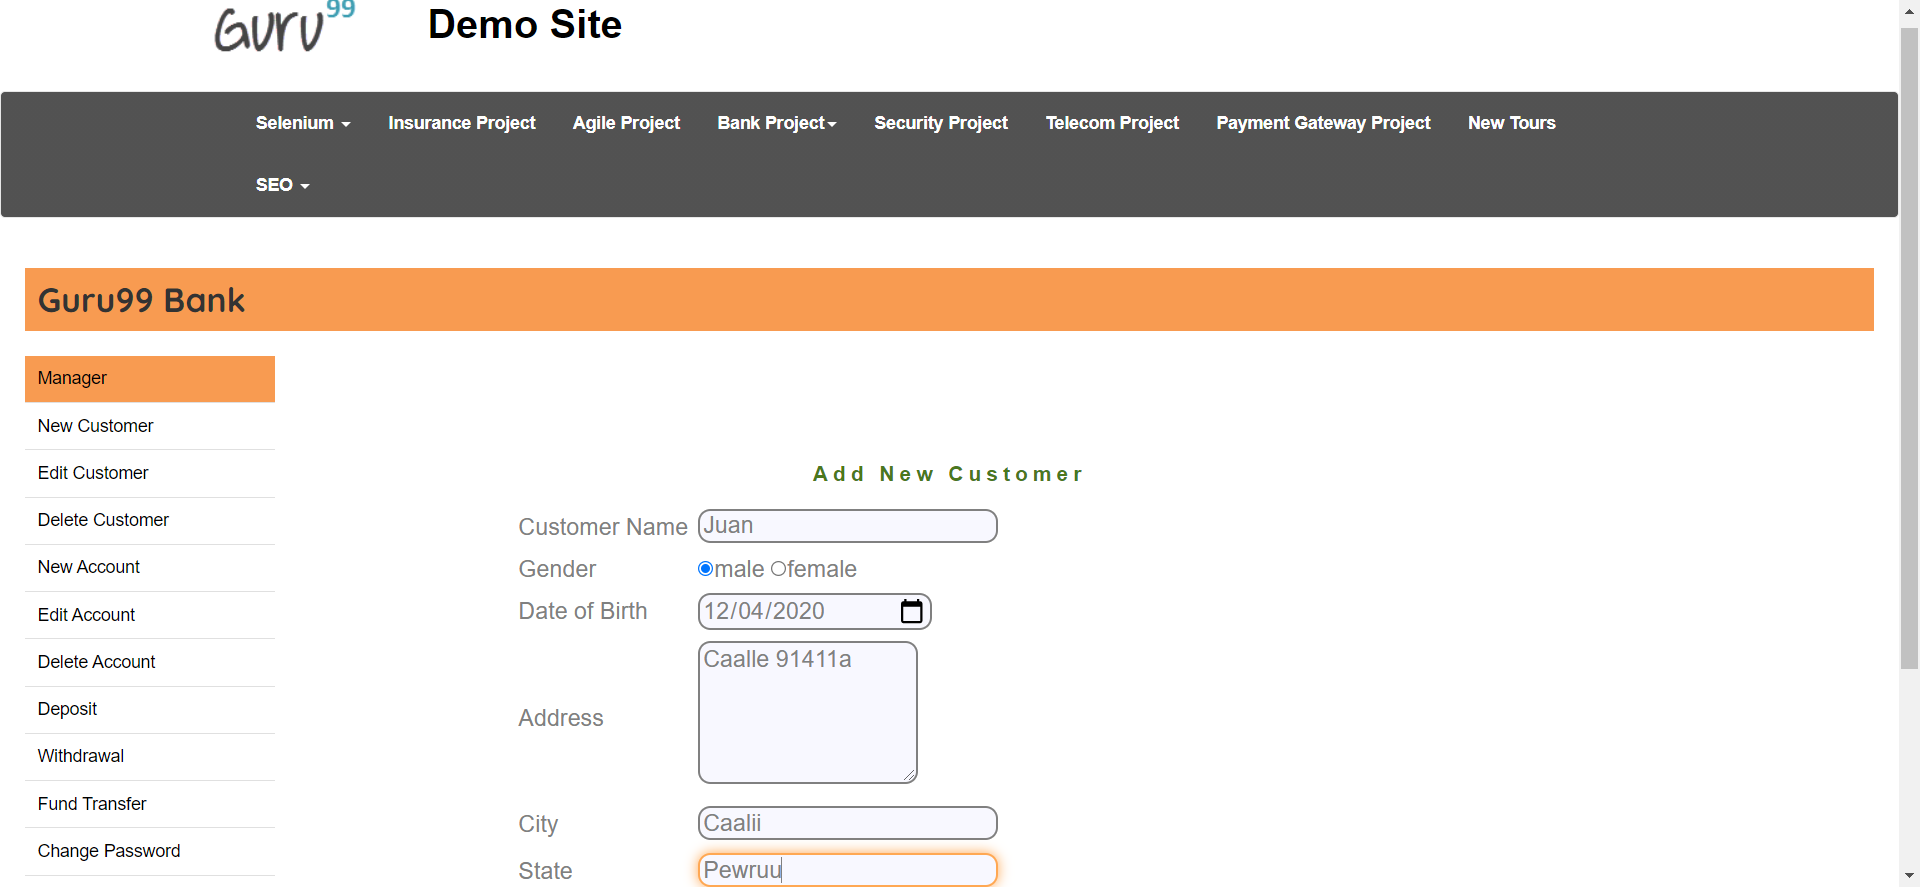 Guru99 Demo Site
Selenium Insurance Project Agile Project Bank Project Security Project Telecom Project Payment Gateway Project New Tours
SEO
Guru99 Bank
Manager
New Customer
Edit Customer
Delete Customer
New Account
Edit Account
Delete Account
Deposit
Withdrawal
Fund Transfer
Change Password
Add New Customer
Customer Name Juan
Gender male female
Date of Birth 12/04/2020
Address Caalle 91411a
City Caalii
State Pewruu